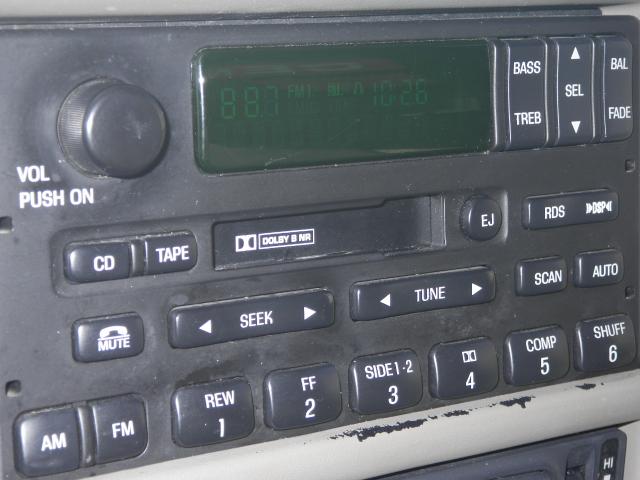 88.7 FM1 10:26
BASS
TREB
SEL
BAL
FADE
VOL
PUSH ON
CD
TAPE
DOLBY B NR
EJ
RDS
DSP
MUTE
SEEK
TUNE
SCAN
AUTO
AM
FM
REW
1
FF
2
SIDE 1-2
3
4
COMP
5
SHUFF
6
HI